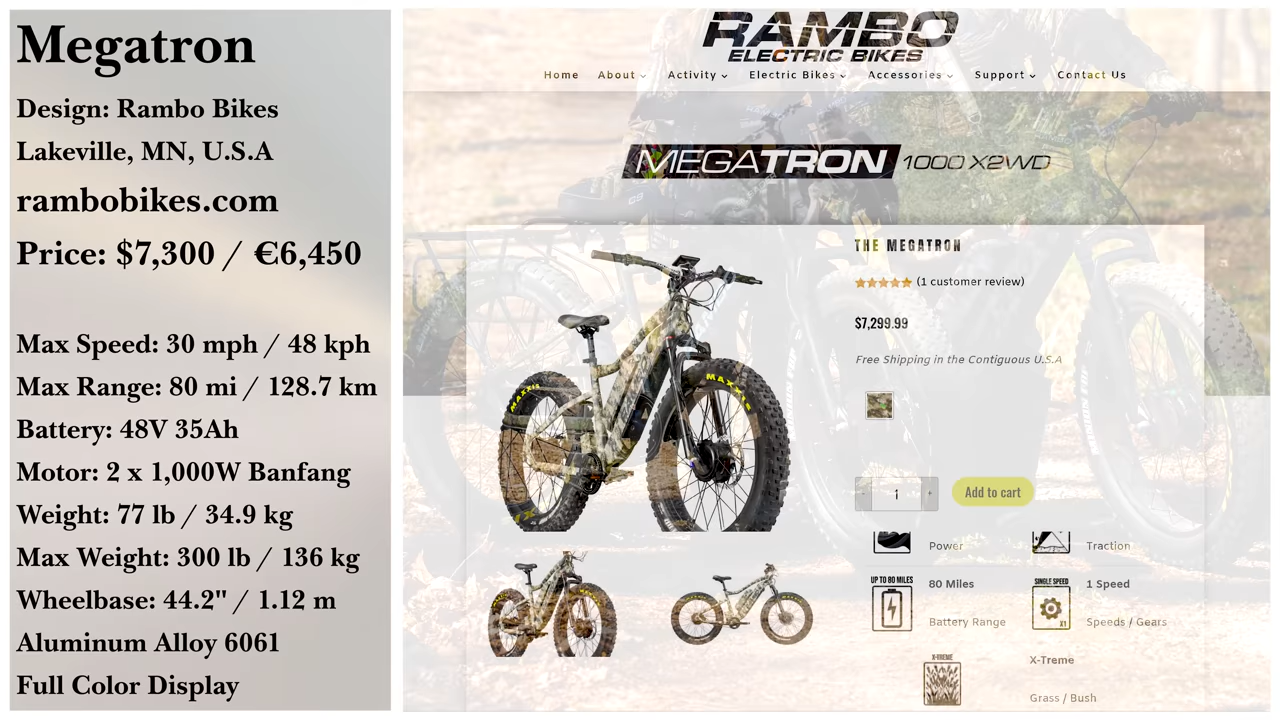 Megatron
Design: Rambo Bikes
Lakeville, MN, U.S.A
rambobikes.com
Price: $7,300 / €6,450
Max Speed: 30 mph / 48 kph
Max Range: 80 mi / 128.7 km
Battery: 48V 35Ah
Motor: 2 x 1,000W Banfang
Weight: 77 lb / 34.9 kg
Max Weight: 300 lb / 136 kg
Wheelbase: 44.2" / 1.12 m
Aluminum Alloy 6061
Full Color Display
RAMBO
ELECTRIC BIKES
Home About Activity Electric Bikes Accessories Support Contact Us
MEGATRON 1000 X2WD
THE MEGATRON
(1 customer review)
$7,299.99
Free Shipping in the Contiguous U.S.A
MAXXIS MAXXIS
- 1 + Add to cart
Power Traction
UP TO 80 MILES 80 Miles SINGLE SPEED 1 Speed
X1
Battery Range Speeds / Gears
X-TREME X-Treme
Grass / Bush